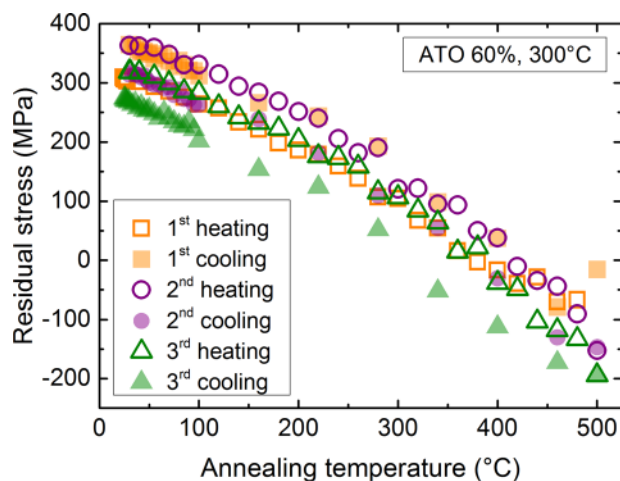 400
300
200
100
0
-100
-200
Residual stress (MPa)
ATO 60%, 300°C
1st heating
1st cooling
2nd heating
2nd cooling
3rd heating
3rd cooling
0 100 200 300 400 500
Annealing temperature (°C)